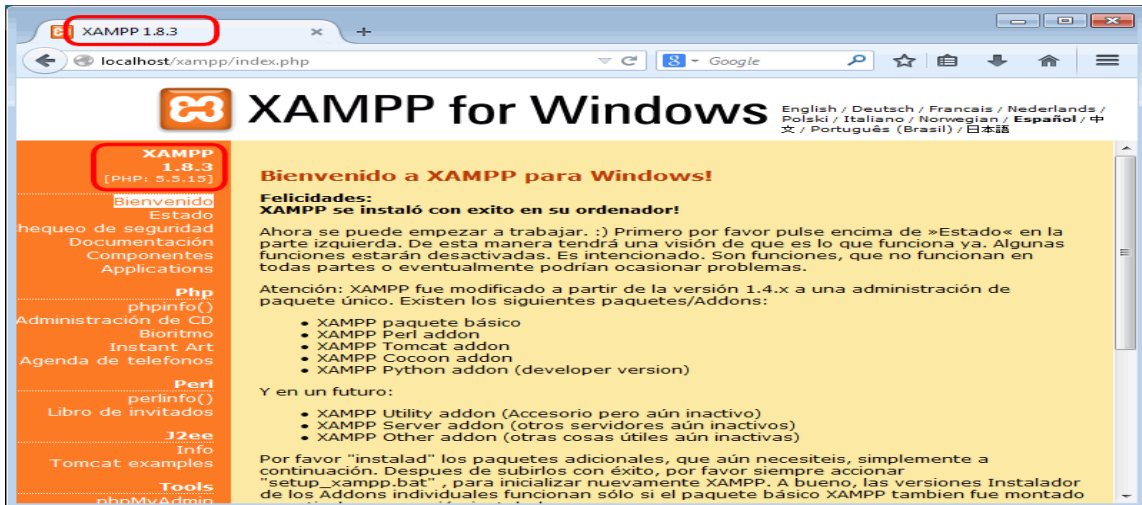 XAMPP 1.8.3
localhost/xampp/index.php
Google
XAMPP for Windows
English / Deutsch / Francais / Nederlands /
Polski / Italiano / Norwegian / Español / 中
文 / Português (Brasil) / 日本語
XAMPP
1.8.3
[PHP: 5.5.15]
Bienvenido
Estado
hequeo de seguridad
Documentación
Componentes
Applications
Php
phpinfo()
Administración de CD
Bioritmo
Instant Art
Agenda de telefonos
Perl
perlinfo()
Libro de invitados
J2ee
Info
Tomcat examples
Tools
phpMyAdmin
Bienvenido a XAMPP para Windows!
Felicidades:
XAMPP se instaló con exito en su ordenador!
Ahora se puede empezar a trabajar. :) Primero por favor pulse encima de »Estado« en la
parte izquierda. De esta manera tendrá una visión de que es lo que funciona ya. Algunas
funciones estarán desactivadas. Es intencionado. Son funciones, que no funcionan en
todas partes o eventualmente podrían ocasionar problemas.
Atención: XAMPP fue modificado a partir de la versión 1.4.x a una administración de
paquete único. Existen los siguientes paquetes/Addons:
• XAMPP paquete básico
• XAMPP Perl addon
• XAMPP Tomcat addon
• XAMPP Cocoon addon
• XAMPP Python addon (developer version)
Y en un futuro:
• XAMPP Utility addon (Accesorio pero aún inactivo)
• XAMPP Server addon (otros servidores aún inactivos)
• XAMPP Other addon (otras cosas útiles aún inactivas)
Por favor "instalad" los paquetes adicionales, que aún necesiteis, simplemente a
continuación. Despues de subirlos con éxito, por favor siempre accionar
"setup_xampp.bat" , para inicializar nuevamente XAMPP. A bueno, las versiones Instalador
de los Addons individuales funcionan sólo si el paquete básico XAMPP tambien fue montado